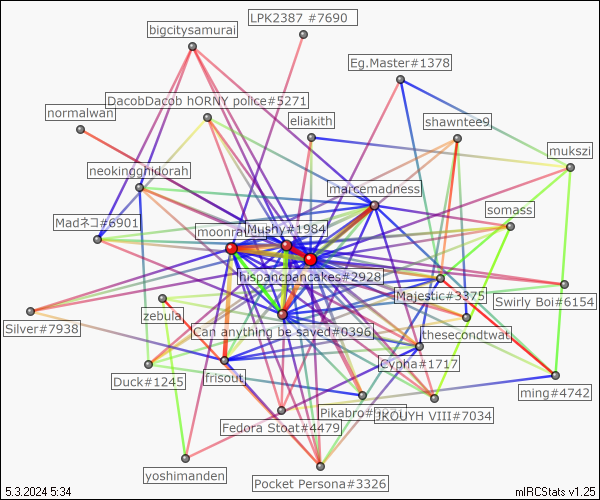 LPK2387 #7690
bigcitysamurai
Eg.Master#1378
DacobDacob hORNY police#5271
normalwan
eliakith
shawntee9
mukszi
neokingghidorah
marcemadness
somass
Madネコ#6901
Mushy#1984
hispancpancakes#2928
Majestic#3375
Swirly Boi#6154
zebula
Silver#7938
Can anything be saved#0396
thesecondtwat
Cypha#1717
frisout
Duck#1245
ming#4742
JKOUYH VIII#7034
Fedora Stoat#4479
yoshimanden
Pocket Persona#3326
5.3.2024 5:34
mIRCStats v1.25